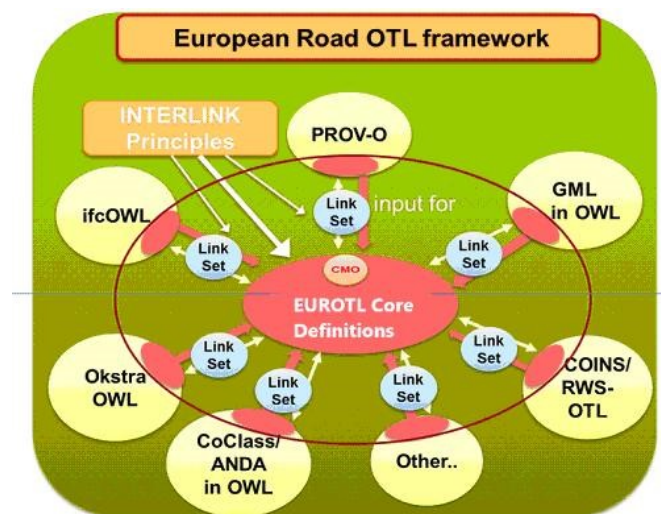 European Road OTL framework
INTERLINK
Principles
PROV-O
GML
in OWL
ifcOWL
Link
Set
input for
Link
Set
Link
Set
CMO
EUROTL Core
Definitions
Okstra
OWL
Link
Set
Link
Set
Link
Set
Link
Set
COINS/
RWS-
OTL
CoClass/
ANDA
in OWL
Other..